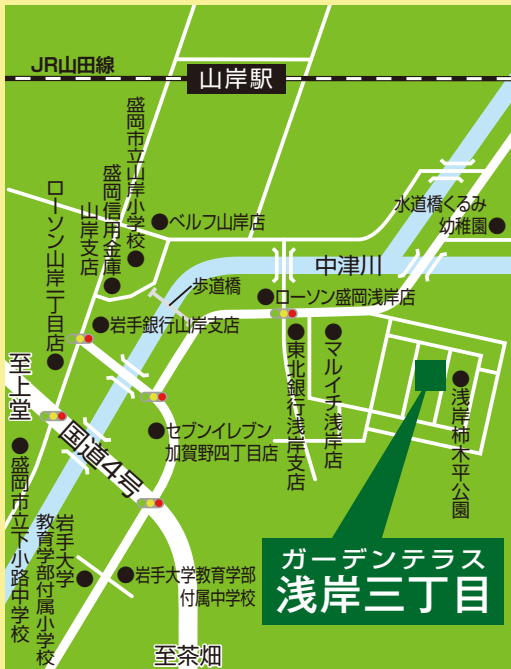 JR山田線
山岸駅
盛岡市立山岸小学校
盛岡信用金庫
山岸支店
ローソン山岸一丁目店
ベルフ山岸店
水道橋くるみ
幼稚園
中津川
歩道橋
ローソン盛岡浅岸店
岩手銀行山岸支店
東北銀行浅岸支店
マルイチ浅岸店
浅岸柿木平公園
至上堂
国道4号
セブンイレブン
加賀野四丁目店
盛岡市立下小路中学校
岩手大学
教育学部付属小学校
岩手大学教育学部
付属中学校
至茶畑
ガーデンテラス
浅岸三丁目